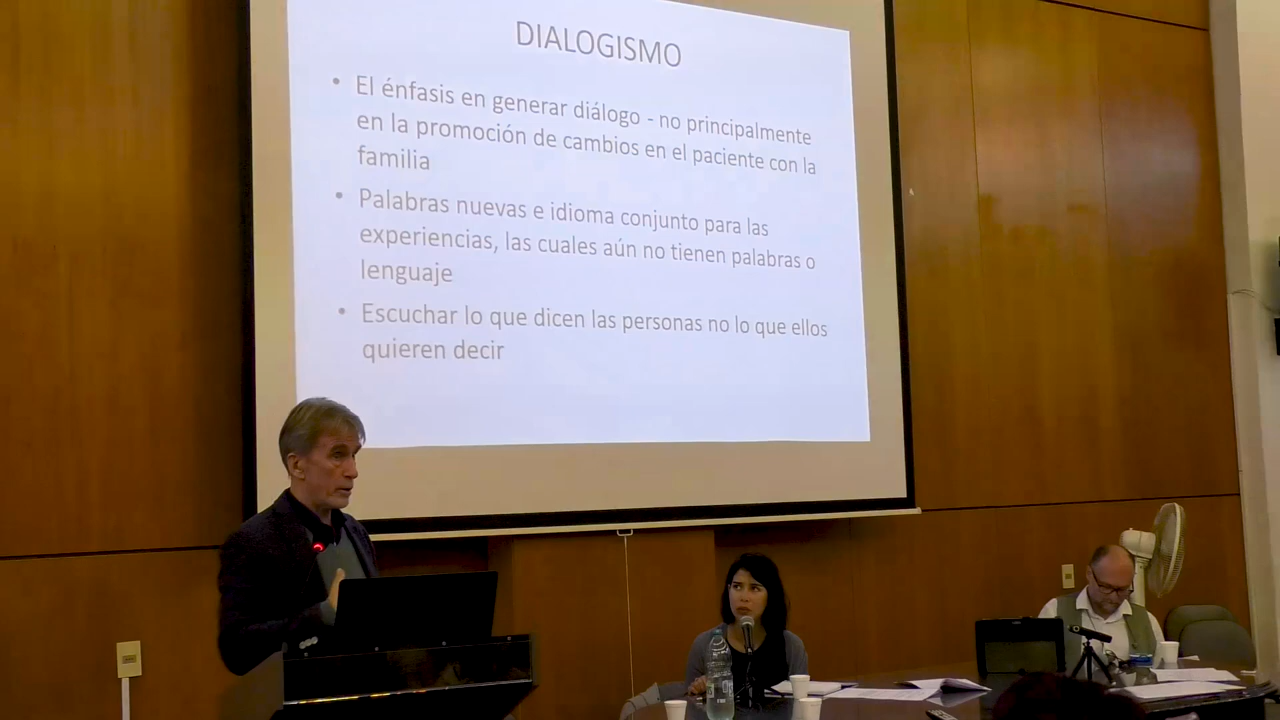 DIALOGISMO
• El énfasis en generar diálogo - no principalmente
en la promoción de cambios en el paciente con la
familia
• Palabras nuevas e idioma conjunto para las
experiencias, las cuales aún no tienen palabras o
lenguaje
• Escuchar lo que dicen las personas no lo que ellos
quieren decir